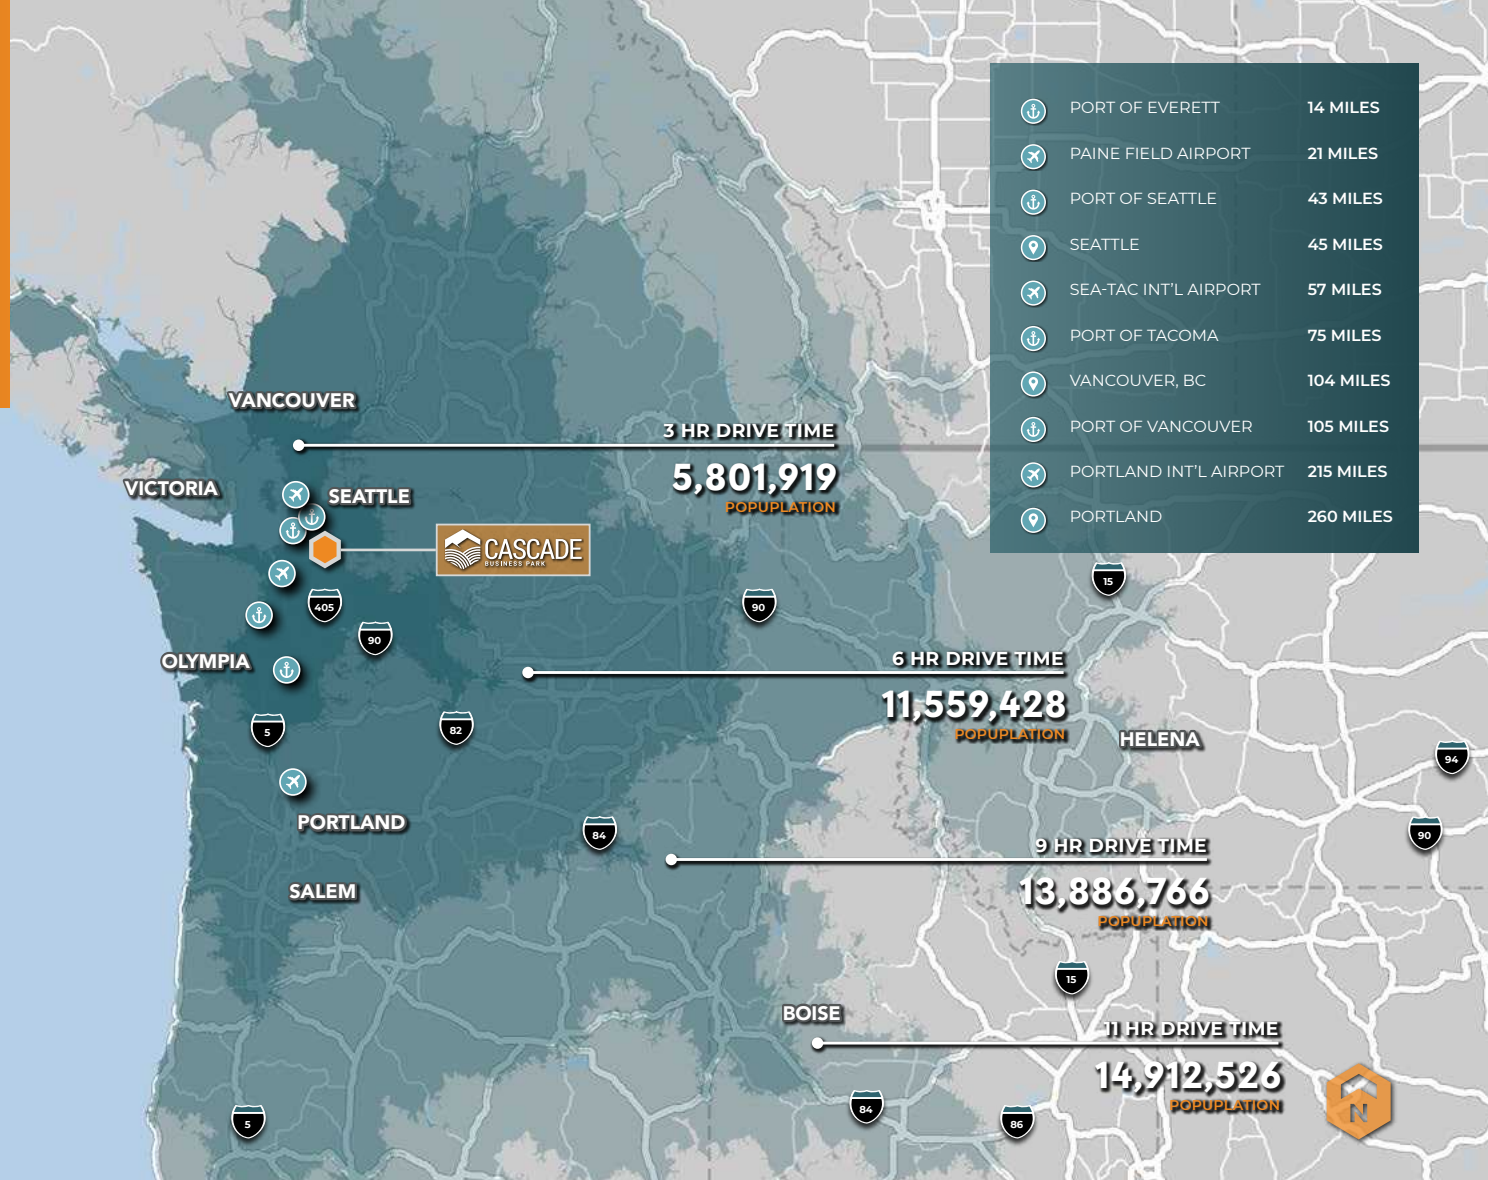 PORT OF EVERETT 14 MILES
PAINE FIELD AIRPORT 21 MILES
PORT OF SEATTLE 43 MILES
SEATTLE 45 MILES
SEA-TAC INT'L AIRPORT 57 MILES
PORT OF TACOMA 75 MILES
VANCOUVER, BC 104 MILES
PORT OF VANCOUVER 105 MILES
PORTLAND INT'L AIRPORT 215 MILES
PORTLAND 260 MILES
VANCOUVER
3 HR DRIVE TIME
5,801,919
POPUPLATION
VICTORIA
SEATTLE
CASCADE
BUSINESS PARK
15
405
90
90
OLYMPIA
6 HR DRIVE TIME
11,559,428
POPUPLATION
5
82
HELENA
94
PORTLAND
84
90
9 HR DRIVE TIME
13,886,766
POPUPLATION
SALEM
15
BOISE
11 HR DRIVE TIME
14,912,526
POPUPLATION
5
84
86
N